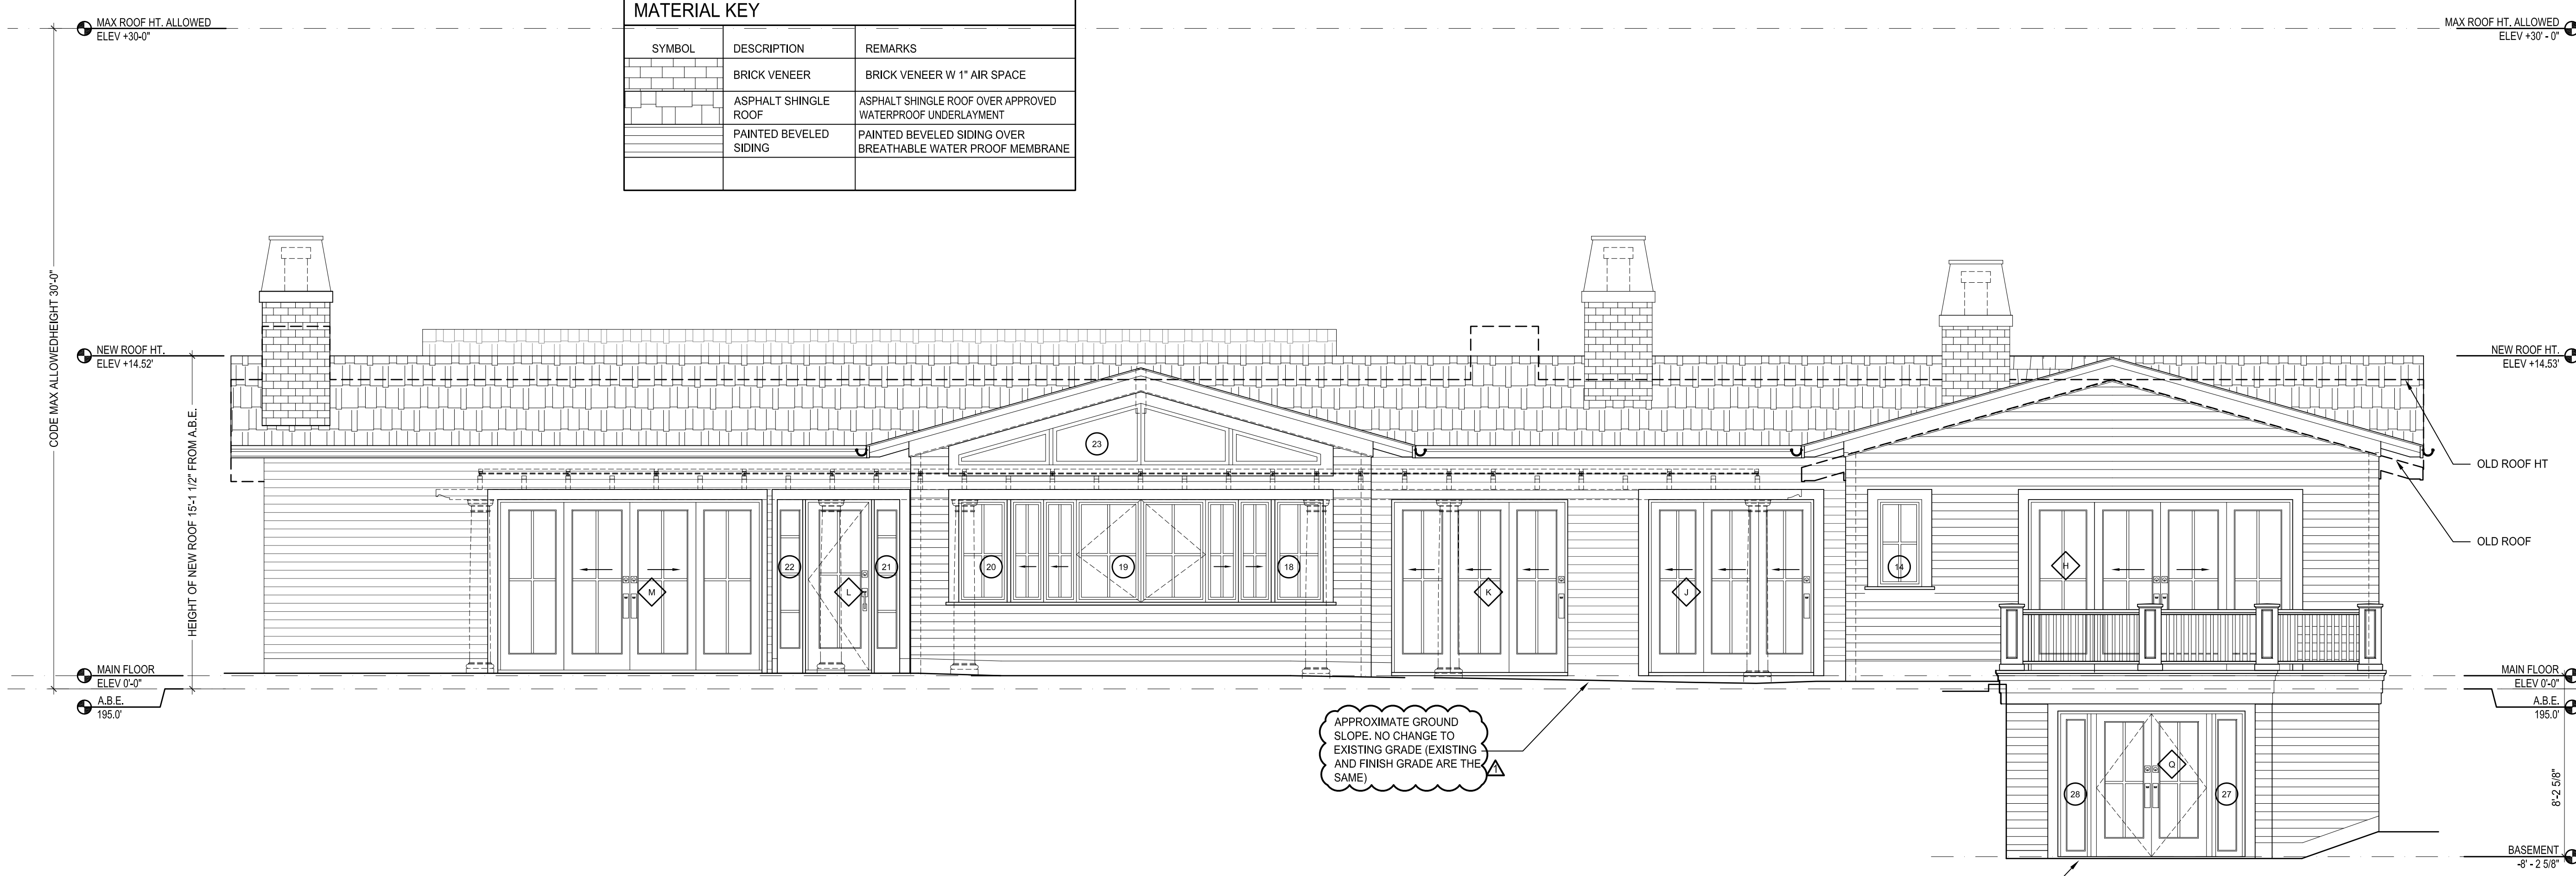 MATERIAL KEY
SYMBOL DESCRIPTION REMARKS
BRICK VENEER BRICK VENEER W 1" AIR SPACE
ASPHALT SHINGLE ROOF
ASPHALT SHINGLE ROOF OVER APPROVED
WATERPROOF UNDERLAYMENT
PAINTED BEVELED SIDING
PAINTED BEVELED SIDING OVER
BREATHABLE WATER PROOF MEMBRANE
MAX ROOF HT. ALLOWED
ELEV +30-0"
MAX ROOF HT. ALLOWED
ELEV +30' - 0"
CODE MAX ALLOWEDHEIGHT 30'-0"
NEW ROOF HT.
ELEV +14.52'
HEIGHT OF NEW ROOF 15'-1 1/2" FROM A.B.E.
NEW ROOF HT.
ELEV +14.53'
OLD ROOF HT
OLD ROOF
23
M
22
L
21
20
19
18
K
J
14
H
MAIN FLOOR
ELEV 0'-0"
A.B.E.
195.0'
MAIN FLOOR
ELEV 0'-0"
A.B.E.
195.0'
APPROXIMATE GROUND
SLOPE. NO CHANGE TO
EXISTING GRADE (EXISTING
AND FINISH GRADE ARE THE
SAME)
1
28
Q
27
8'-2 5/8"
BASEMENT
-8' - 2 5/8"